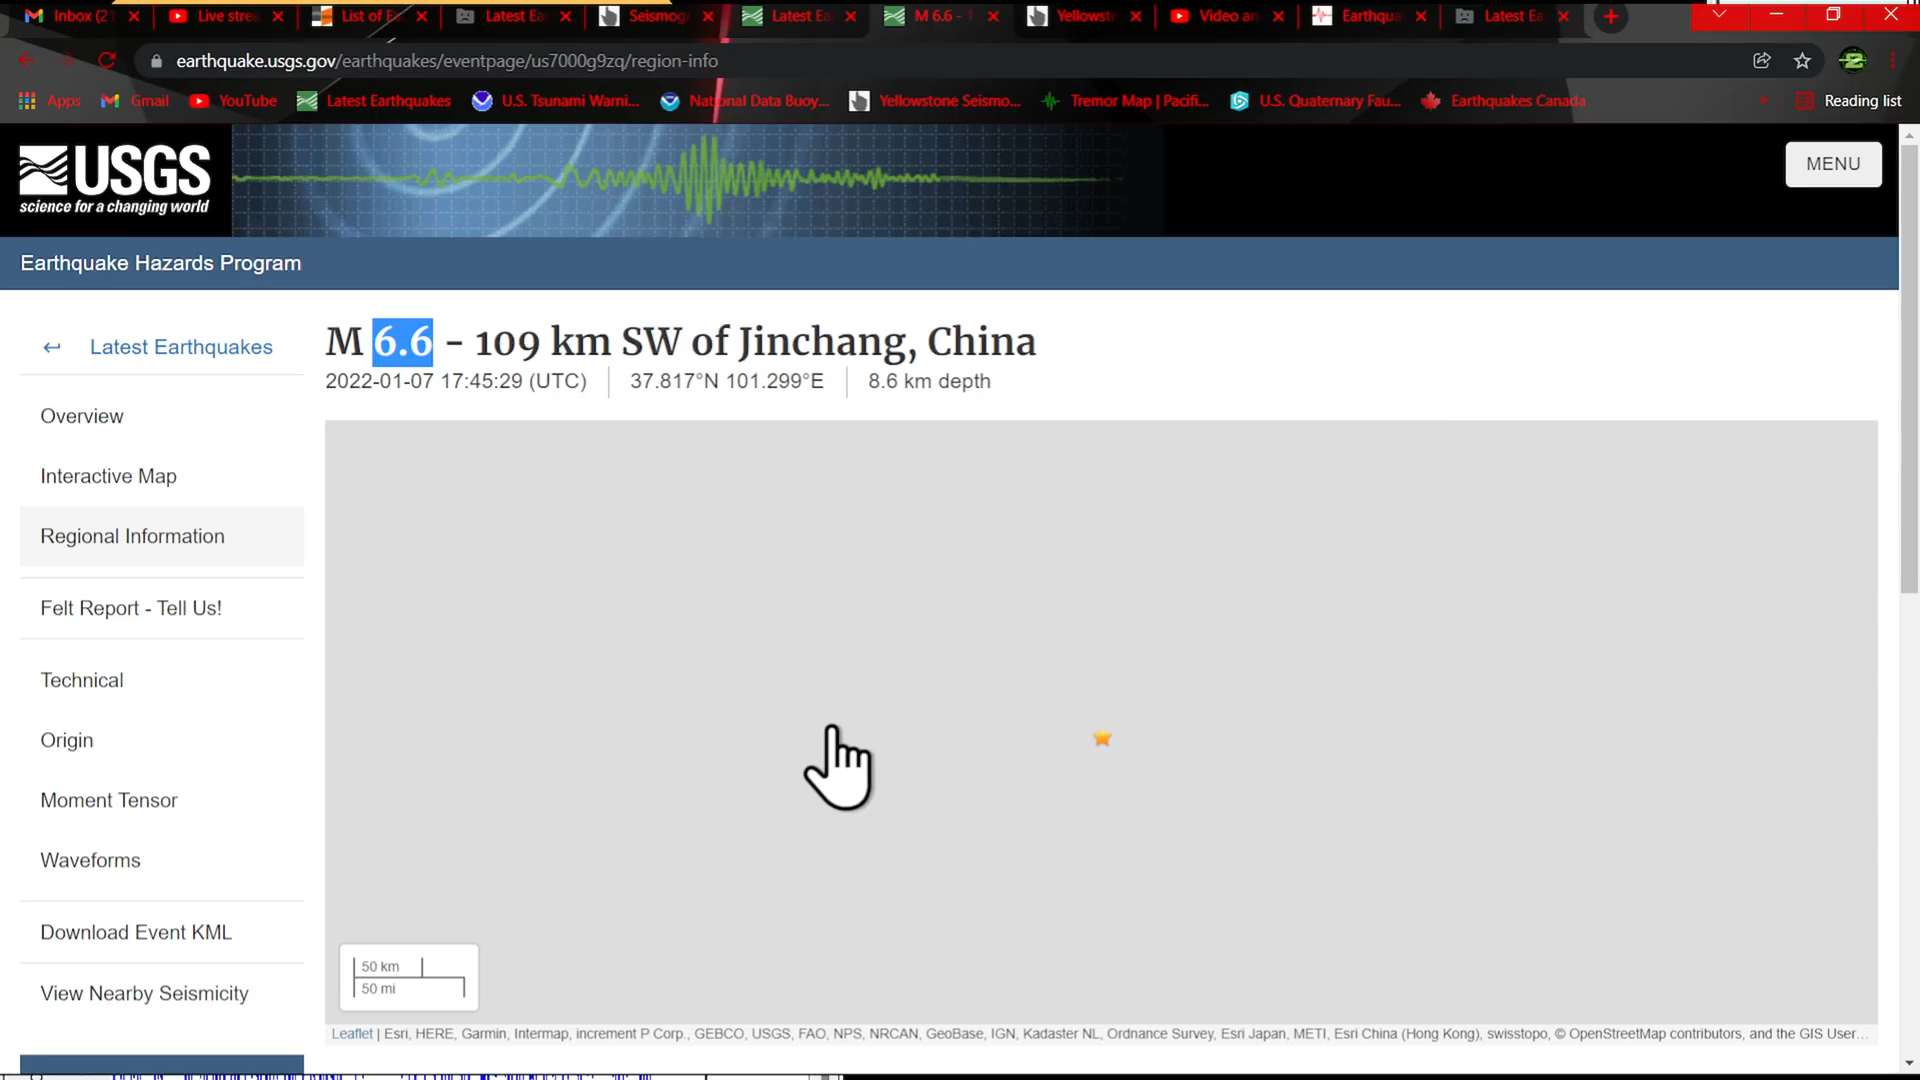 Inbox (2
Live strea
List of E
Latest Ea
Seismog
Latest Ea
M 6.6 - 1
Yellowst
Video an
Earthqua
Latest Ea
earthquake.usgs.gov/earthquakes/eventpage/us7000g9zq/region-info
Apps
Gmail
YouTube
Latest Earthquakes
U.S. Tsunami Warni...
National Data Buoy...
Yellowstone Seismo...
Tremor Map | Pacifi...
U.S. Quaternary Fau...
Earthquakes Canada
Reading list
USGS
science for a changing world
MENU
Earthquake Hazards Program
Latest Earthquakes
Overview
Interactive Map
Regional Information
Felt Report - Tell Us!
Technical
Origin
Moment Tensor
Waveforms
Download Event KML
View Nearby Seismicity
M 6.6 - 109 km SW of Jinchang, China
2022-01-07 17:45:29 (UTC)
37.817°N 101.299°E
8.6 km depth
50 km
50 mi
Leaflet | Esri, HERE, Garmin, Intermap, increment P Corp., GEBCO, USGS, FAO, NPS, NRCAN, GeoBase, IGN, Kadaster NL, Ordnance Survey, Esri Japan, METI, Esri China (Hong Kong), swisstopo, © OpenStreetMap contributors, and the GIS User...